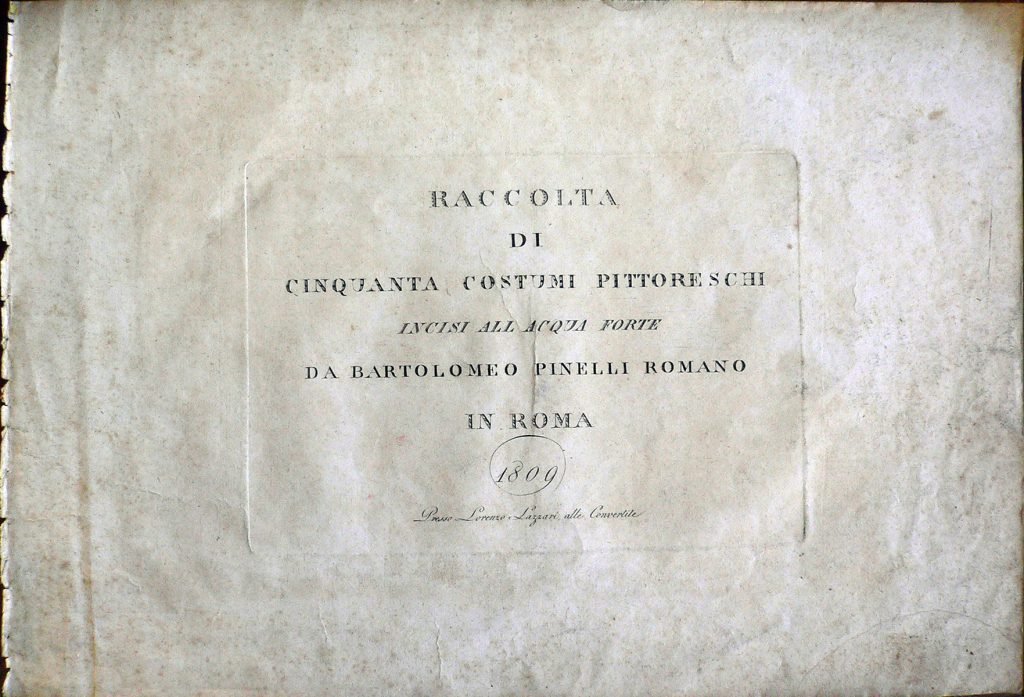 RACCOLTA
DI
CINQUANTA COSTUMI PITTORESCHI
INCISI ALL ACQUA FORTE
DA BARTOLOMEO PINELLI ROMANO
IN ROMA
1809
Presso Lorenzo Lazzari alle Convertite